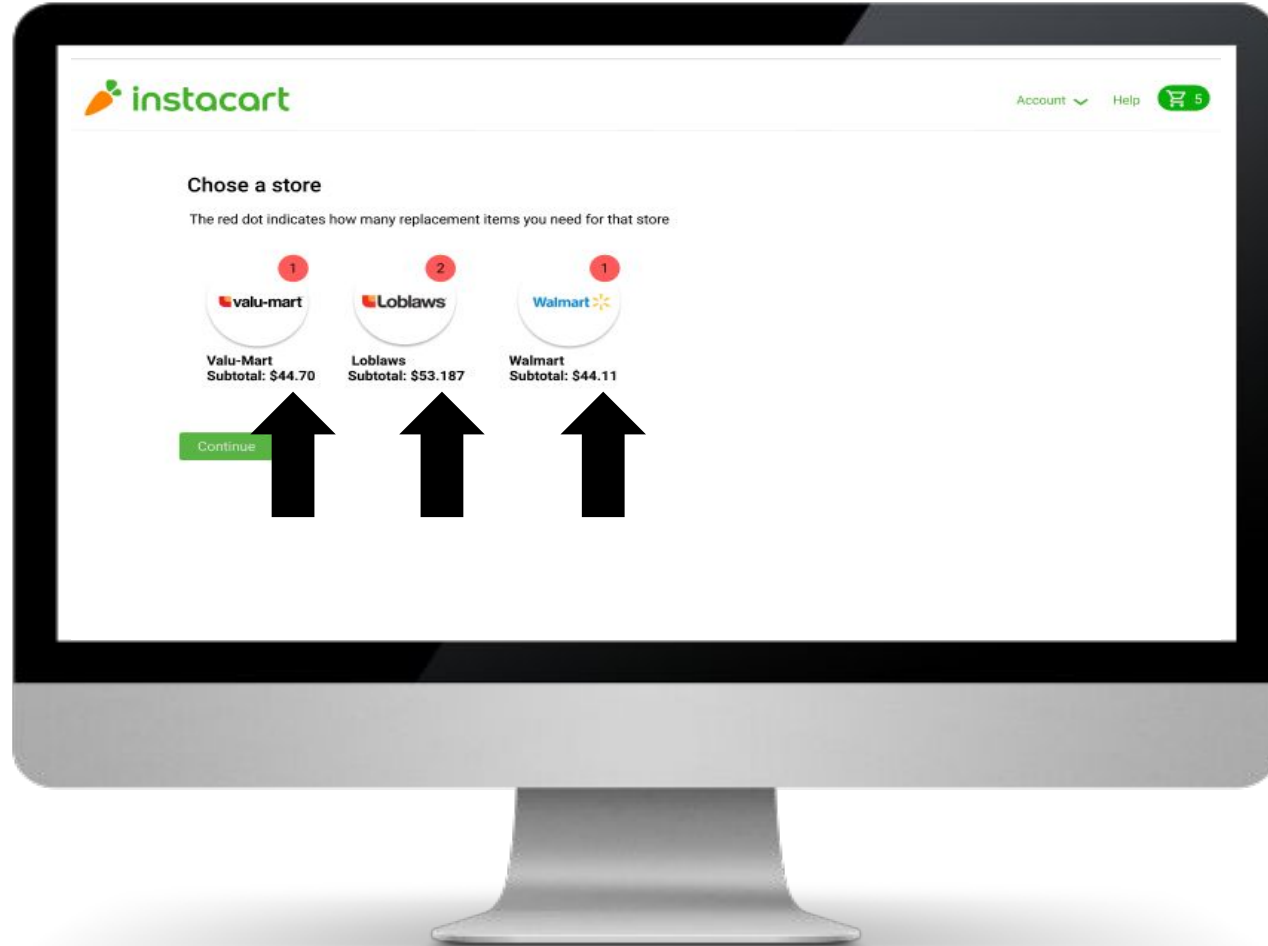 instacart
Account Help 5
Chose a store
The red dot indicates how many replacement items you need for that store
1 2 1
valu-mart Loblaws Walmart
Valu-Mart Loblaws Walmart
Subtotal: $44.70 Subtotal: $53.187 Subtotal: $44.11
Continue